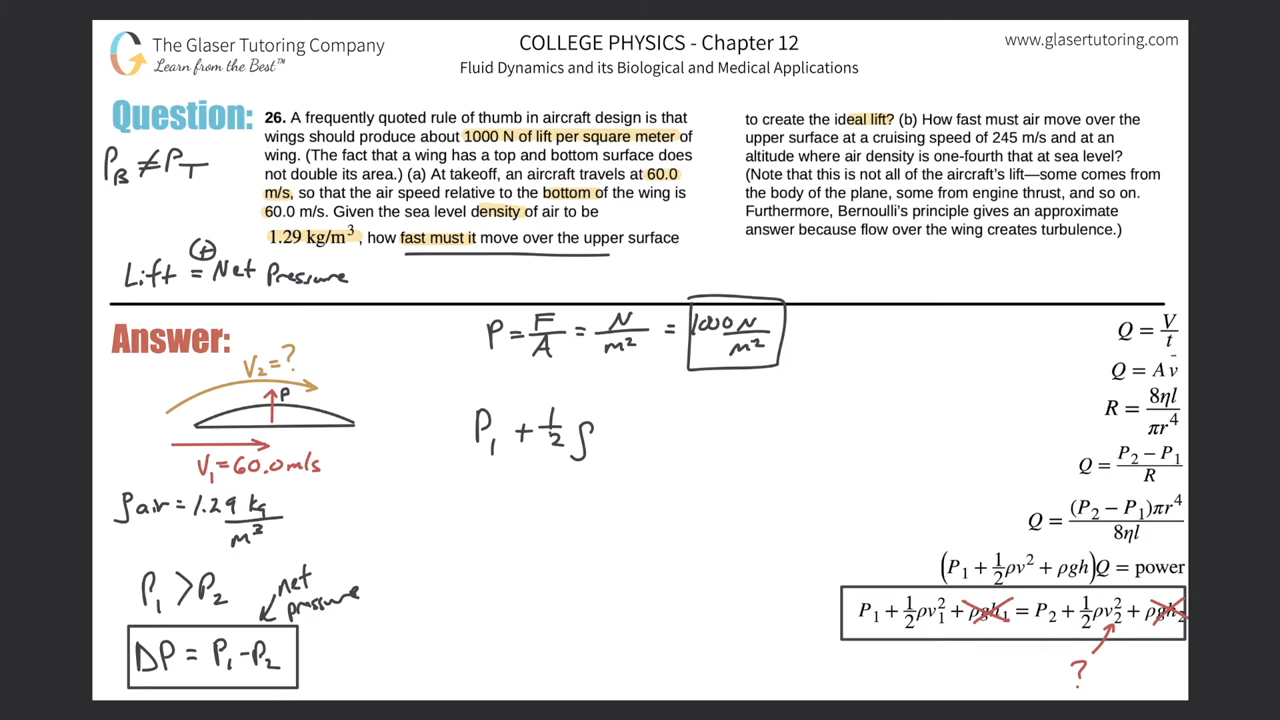 The Glaser Tutoring Company
Learn from the Best™
COLLEGE PHYSICS - Chapter 12
Fluid Dynamics and its Biological and Medical Applications
www.glasertutoring.com
Question:
26. A frequently quoted rule of thumb in aircraft design is that
wings should produce about 1000 N of lift per square meter of
wing. (The fact that a wing has a top and bottom surface does
not double its area.) (a) At takeoff, an aircraft travels at 60.0
m/s, so that the air speed relative to the bottom of the wing is
60.0 m/s. Given the sea level density of air to be
1.29 kg/m³, how fast must it move over the upper surface
to create the ideal lift? (b) How fast must air move over the
upper surface at a cruising speed of 245 m/s and at an
altitude where air density is one-fourth that at sea level?
(Note that this is not all of the aircraft's lift—some comes from
the body of the plane, some from engine thrust, and so on.
Furthermore, Bernoulli's principle gives an approximate
answer because flow over the wing creates turbulence.)
P_B ≠ P_T
(+)
Lift = Net Pressure
Answer:
V₂=?
P
V₁=60.0m/s
ρair = 1.29 kg/m³
P₁ > P₂
net pressure
ΔP = P₁ - P₂
P = F/A = N/m² = 1000N/m²
P₁ + 1/2 ρ
Q = V/t
Q = A v̄
R = 8ηl/πr⁴
Q = (P₂ − P₁)/R
Q = (P₂ − P₁)πr⁴/8ηl
(P₁ + 1/2ρv² + ρgh)Q = power
P₁ + 1/2ρv₁² + ρgh₁ = P₂ + 1/2ρv₂² + ρgh₂
?